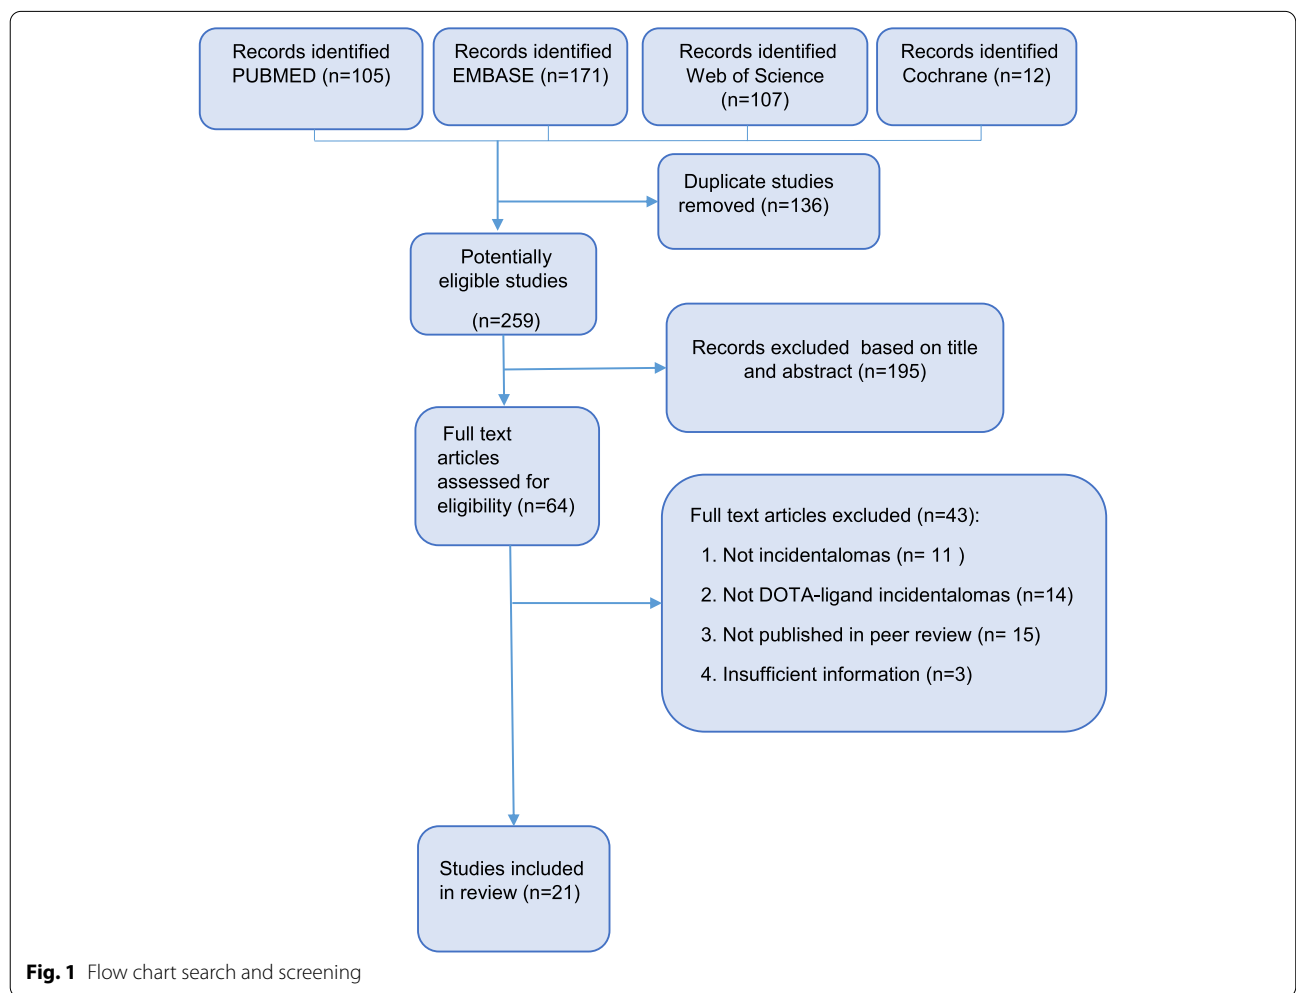 Records identified
PUBMED (n=105)
Records identified
EMBASE (n=171)
Records identified
Web of Science
(n=107)
Records identified
Cochrane (n=12)
Duplicate studies
removed (n=136)
Potentially
eligible studies
(n=259)
Records excluded based on title
and abstract (n=195)
Full text
articles
assessed for
eligibility (n=64)
Full text articles excluded (n=43):
1. Not incidentalomas (n= 11 )
2. Not DOTA-ligand incidentalomas (n=14)
3. Not published in peer review (n= 15)
4. Insufficient information (n=3)
Studies included
in review (n=21)
Fig. 1 Flow chart search and screening